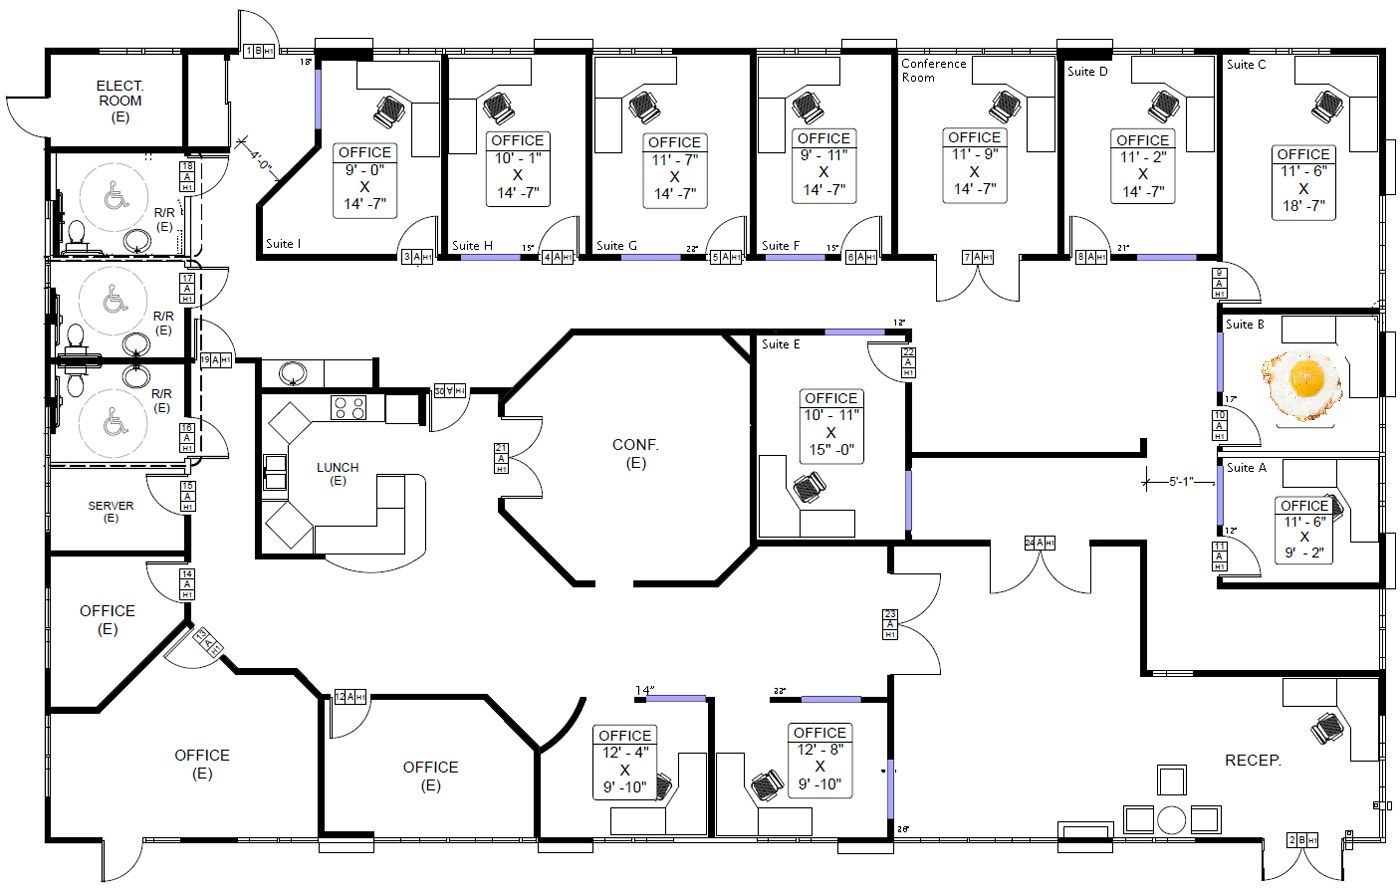 1 B H1
18"
ELECT.
ROOM
(E)
4'-0"
OFFICE
9' - 0"
X
14' -7"
Suite I
3 A H1
OFFICE
10' - 1"
X
14' -7"
Suite H
15"
4 A H1
OFFICE
11' - 7"
X
14' -7"
Suite G
22"
5 A H1
OFFICE
9' - 11"
X
14' -7"
Suite F
15"
6 A H1
Conference
Room
OFFICE
11' - 9"
X
14' -7"
7 A H1
Suite D
OFFICE
11' - 2"
X
14' -7"
8 A H1
21"
Suite C
OFFICE
11' - 6"
X
18' -7"
9
A
H1
18
A
H1
R/R
(E)
17
A
H1
R/R
(E)
19 A H1
R/R
(E)
16
A
H1
20 A H1
LUNCH
(E)
21
A
H1
CONF.
(E)
Suite E
12"
22
A
H1
OFFICE
10' - 11"
X
15" -0"
Suite B
17"
10
A
H1
Suite A
5'-1"
OFFICE
11' - 6"
X
9' - 2"
12"
11
A
H1
24 A H1
SERVER
(E)
15
A
H1
14
A
H1
OFFICE
(E)
13
A
H1
23
A
H1
OFFICE
(E)
12 A H1
OFFICE
(E)
14"
OFFICE
12' - 4"
X
9' -10"
22"
OFFICE
12' - 8"
X
9' -10"
26"
RECEP.
2 B H1